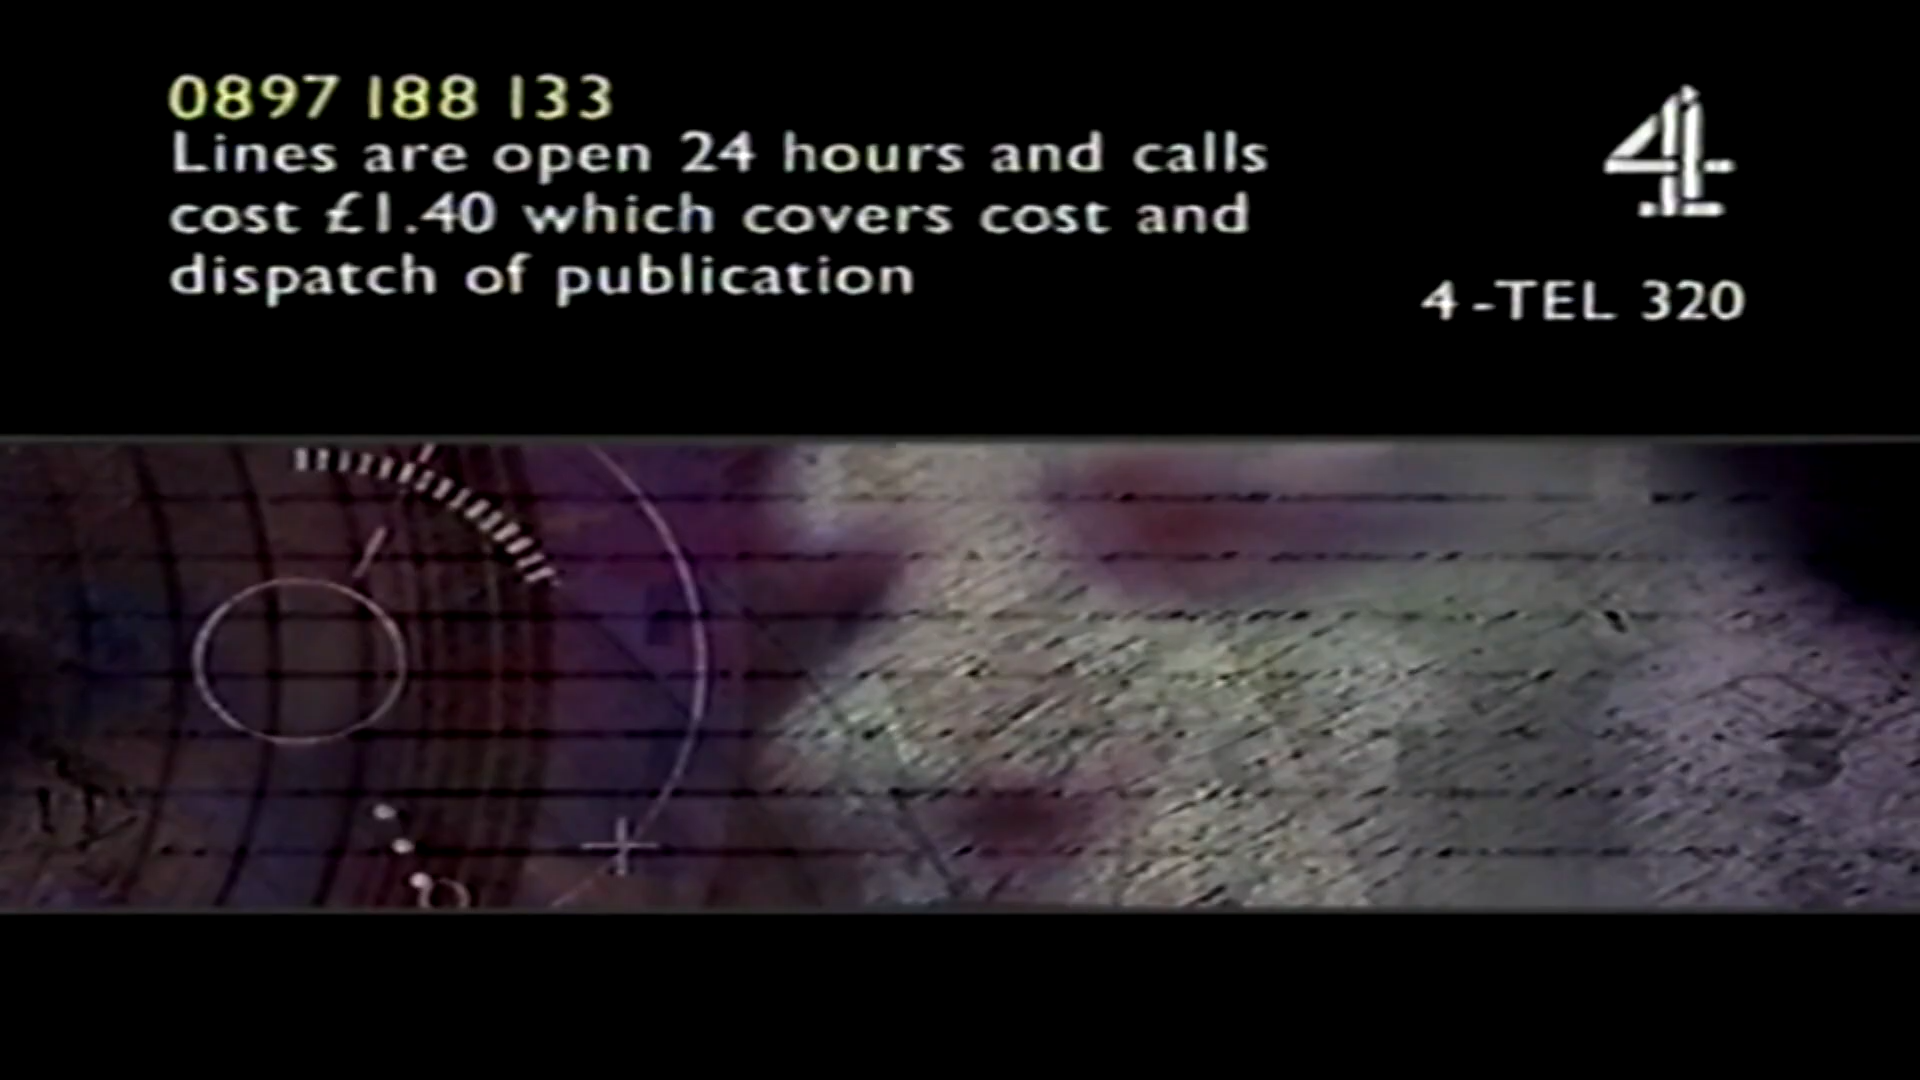 0897 188 133
Lines are open 24 hours and calls
cost £1.40 which covers cost and
dispatch of publication
4
4-TEL 320